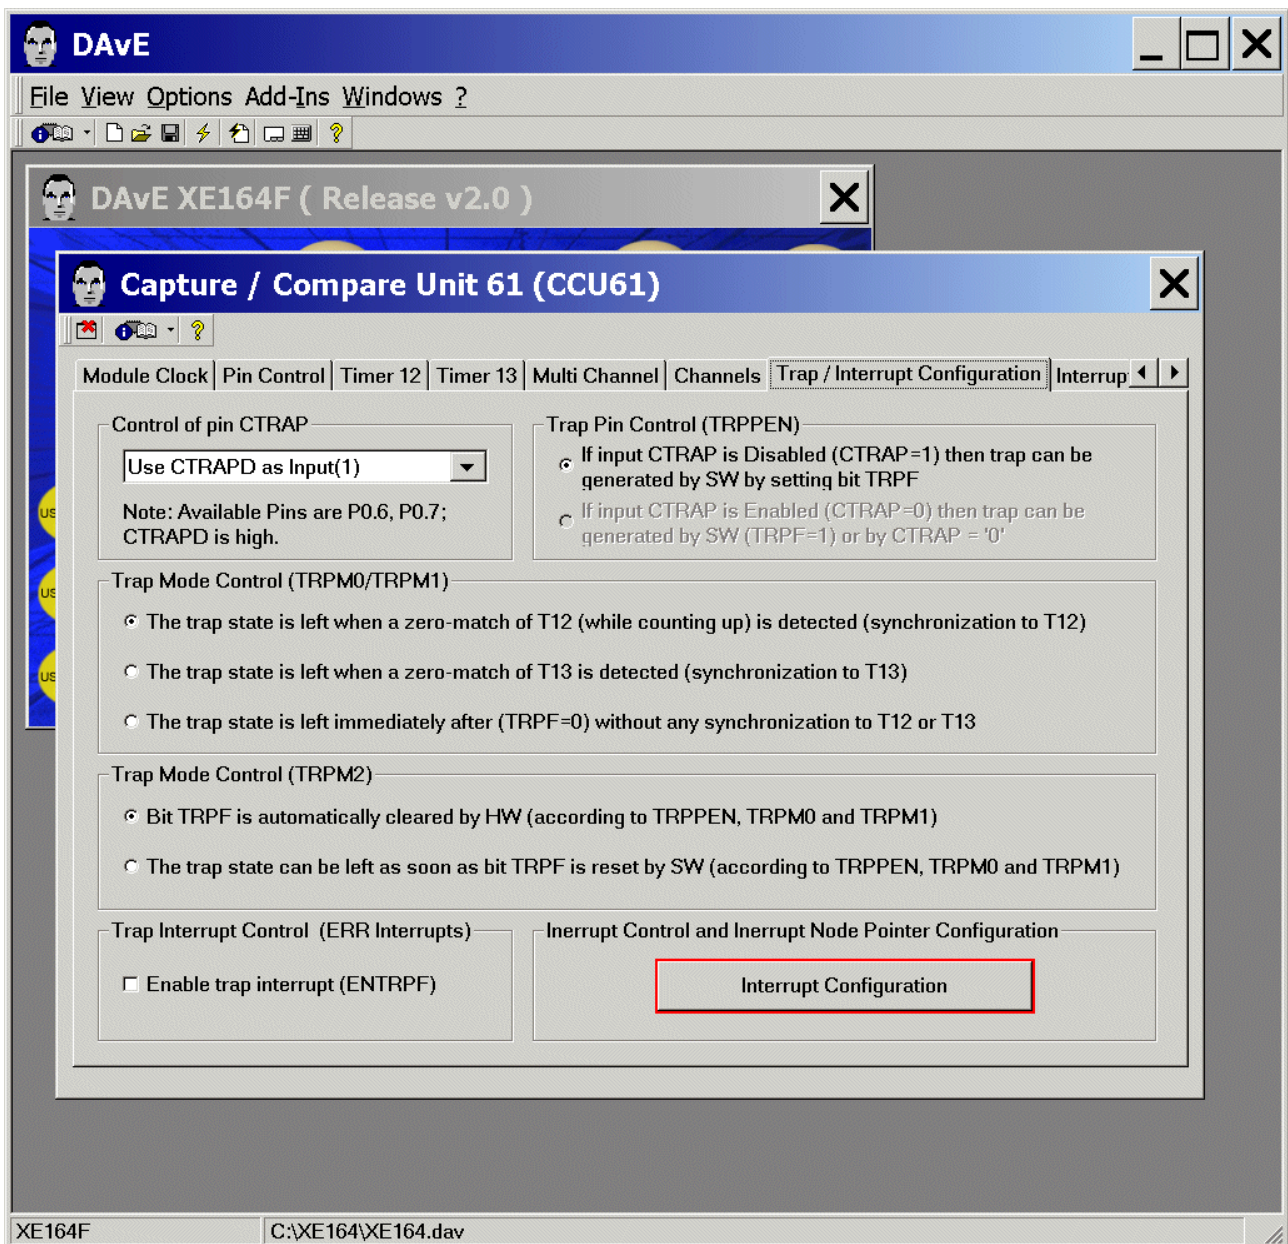 DAvE
File View Options Add-Ins Windows ?
DAvE XE164F ( Release v2.0 )
Capture / Compare Unit 61 (CCU61)
Module Clock Pin Control Timer 12 Timer 13 Multi Channel Channels Trap / Interrupt Configuration Interrup
Control of pin CTRAP
Use CTRAPD as Input(1)
Note: Available Pins are P0.6, P0.7;
CTRAPD is high.
Trap Pin Control (TRPPEN)
If input CTRAP is Disabled (CTRAP=1) then trap can be
generated by SW by setting bit TRPF
If input CTRAP is Enabled (CTRAP=0) then trap can be
generated by SW (TRPF=1) or by CTRAP = '0'
US
US
US
Trap Mode Control (TRPM0/TRPM1)
The trap state is left when a zero-match of T12 (while counting up) is detected (synchronization to T12)
The trap state is left when a zero-match of T13 is detected (synchronization to T13)
The trap state is left immediately after (TRPF=0) without any synchronization to T12 or T13
Trap Mode Control (TRPM2)
Bit TRPF is automatically cleared by HW (according to TRPPEN, TRPM0 and TRPM1)
The trap state can be left as soon as bit TRPF is reset by SW (according to TRPPEN, TRPM0 and TRPM1)
Trap Interrupt Control (ERR Interrupts)
Enable trap interrupt (ENTRPF)
Inerrupt Control and Inerrupt Node Pointer Configuration
Interrupt Configuration
XE164F C:\XE164\XE164.dav